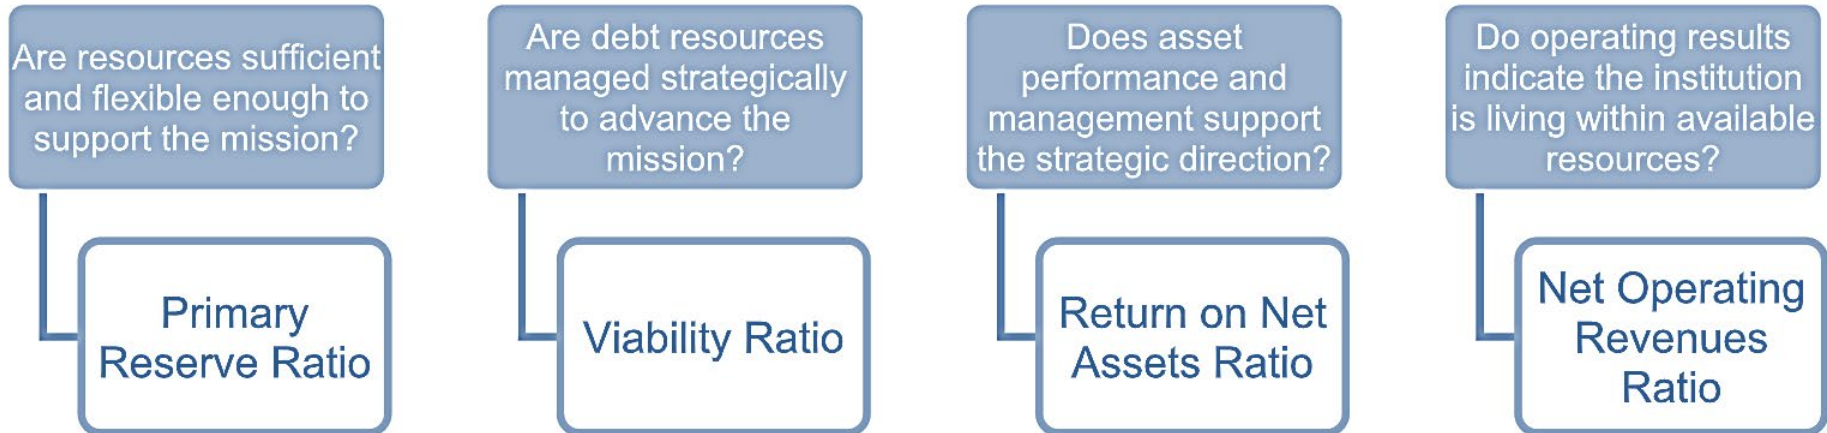 Are resources sufficient
and flexible enough to
support the mission?
Primary
Reserve Ratio
Are debt resources
managed strategically
to advance the
mission?
Viability Ratio
Does asset
performance and
management support
the strategic direction?
Return on Net
Assets Ratio
Do operating results
indicate the institution
is living within available
resources?
Net Operating
Revenues
Ratio